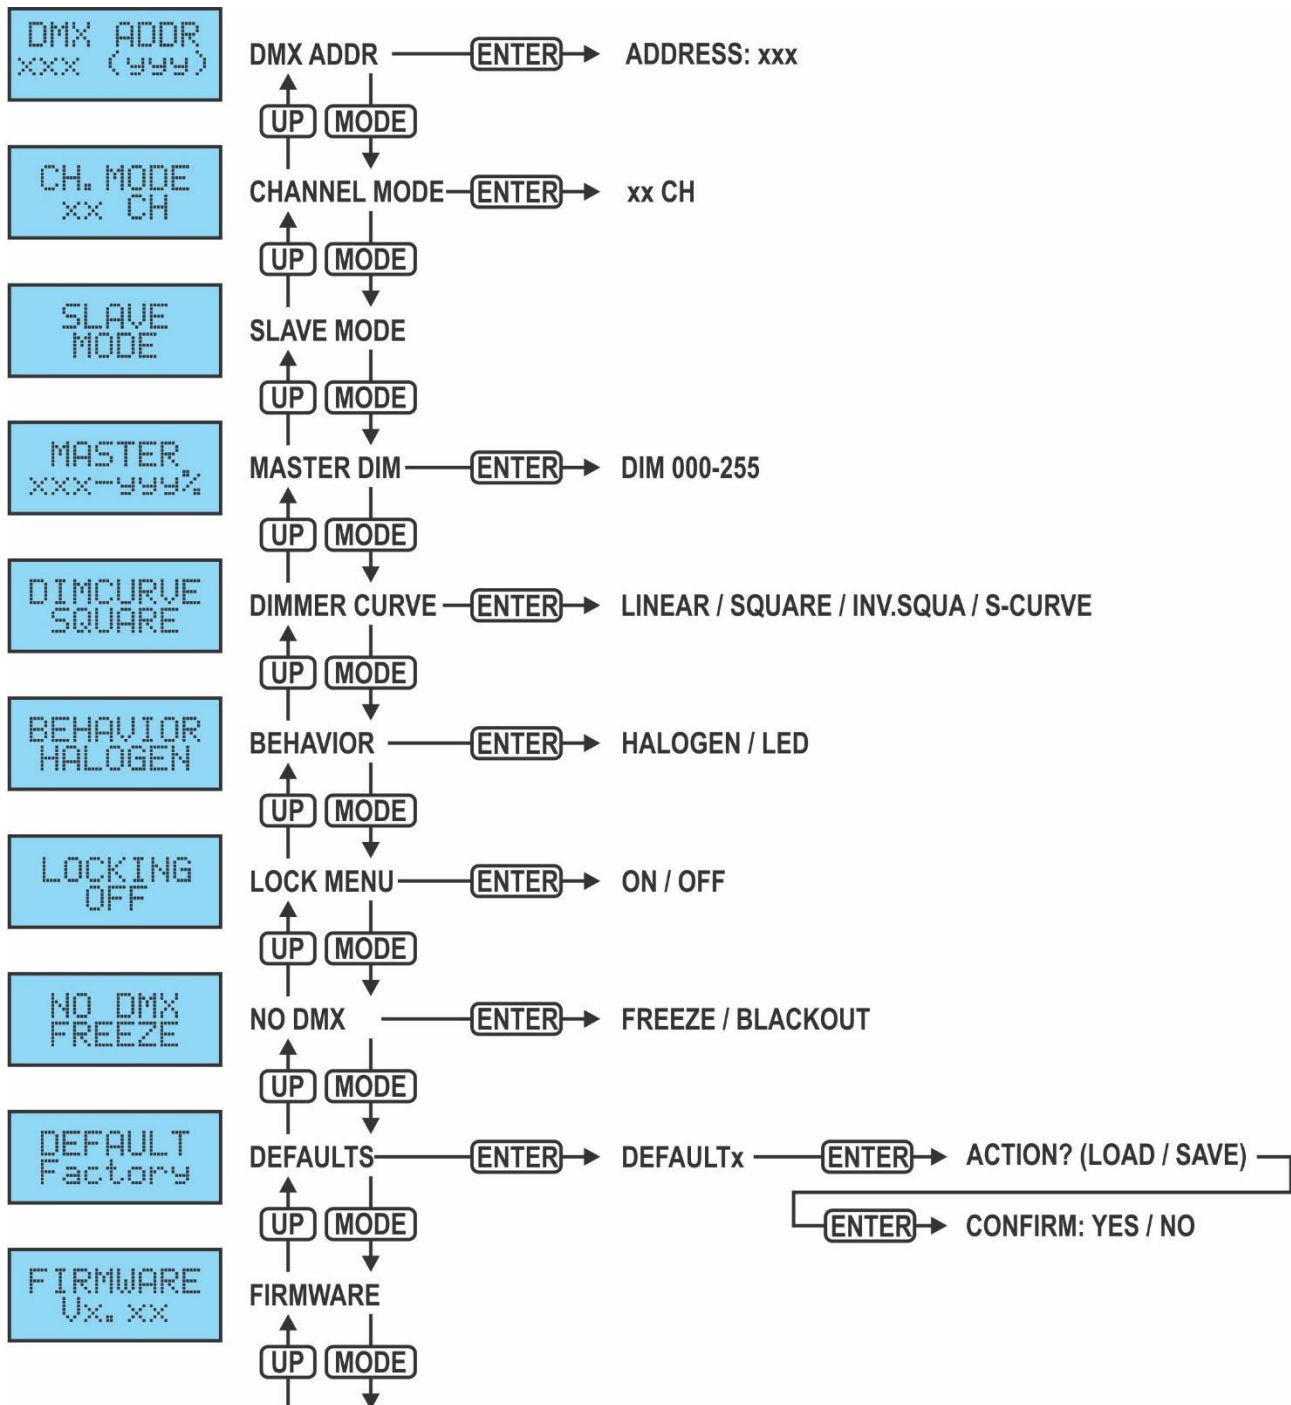 DMX ADDR
xxx (yyy)
DMX ADDR ENTER ADDRESS: xxx
UP MODE
CH. MODE
xx CH
CHANNEL MODE ENTER xx CH
UP MODE
SLAVE
MODE
SLAVE MODE
UP MODE
MASTER
xxx-yyy%
MASTER DIM ENTER DIM 000-255
UP MODE
DIMCURVE
SQUARE
DIMMER CURVE ENTER LINEAR / SQUARE / INV.SQUA / S-CURVE
UP MODE
BEHAVIOR
HALOGEN
BEHAVIOR ENTER HALOGEN / LED
UP MODE
LOCKING
OFF
LOCK MENU ENTER ON / OFF
UP MODE
NO DMX
FREEZE
NO DMX ENTER FREEZE / BLACKOUT
UP MODE
DEFAULT
Factory
DEFAULTS ENTER DEFAULTx ENTER ACTION? (LOAD / SAVE)
UP MODE ENTER CONFIRM: YES / NO
FIRMWARE
Vx.xx
FIRMWARE
UP MODE